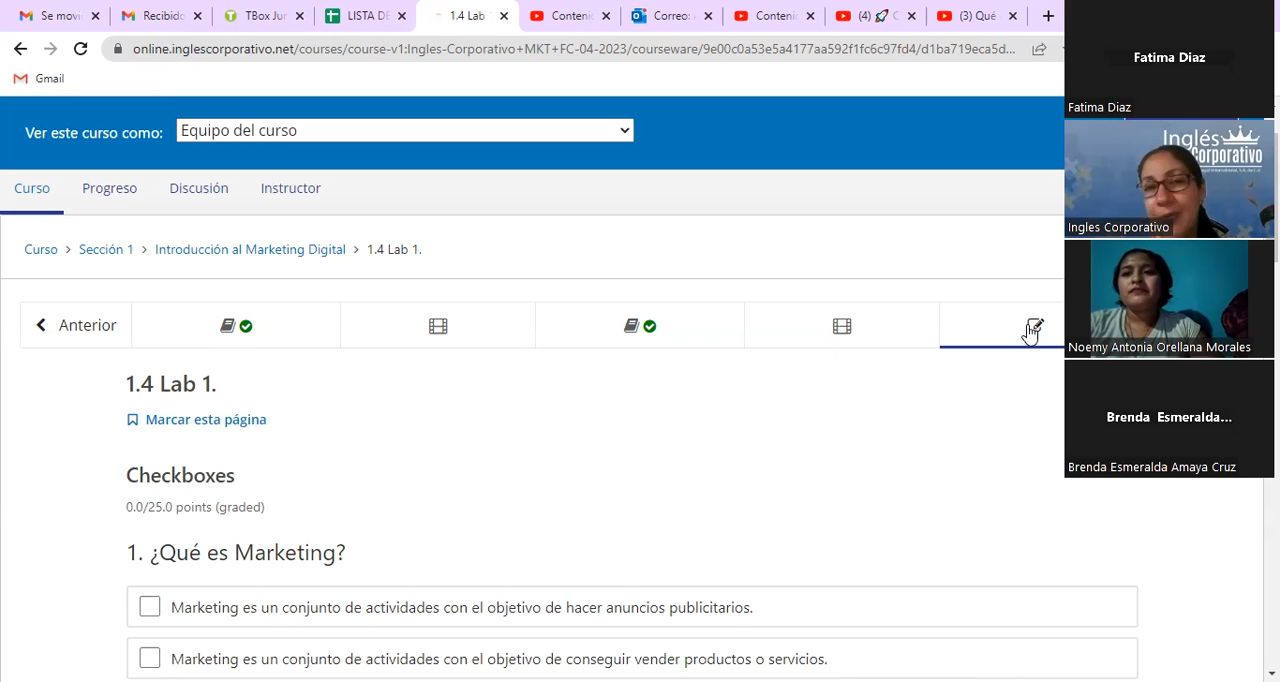 Se movi
Recibido
TBox Jur
LISTA DE
1.4 Lab
Contenic
Correo:
Contenic
(4)
(3) Qué
online.inglescorporativo.net/courses/course-v1:Ingles-Corporativo+MKT+FC-04-2023/courseware/9e00c0a53e5a4177aa592f1fc6c97fd4/d1ba719eca5d...
Gmail
Ver este curso como:
Equipo del curso
Curso
Progreso
Discusión
Instructor
Curso > Sección 1 > Introducción al Marketing Digital > 1.4 Lab 1.
Anterior
1.4 Lab 1.
Marcar esta página
Checkboxes
0.0/25.0 points (graded)
1. ¿Qué es Marketing?
Marketing es un conjunto de actividades con el objetivo de hacer anuncios publicitarios.
Marketing es un conjunto de actividades con el objetivo de conseguir vender productos o servicios.
Fatima Diaz
Fatima Diaz
Inglés
Corporativo
Ingles Corporativo
Noemy Antonia Orellana Morales
Brenda Esmeralda...
Brenda Esmeralda Amaya Cruz